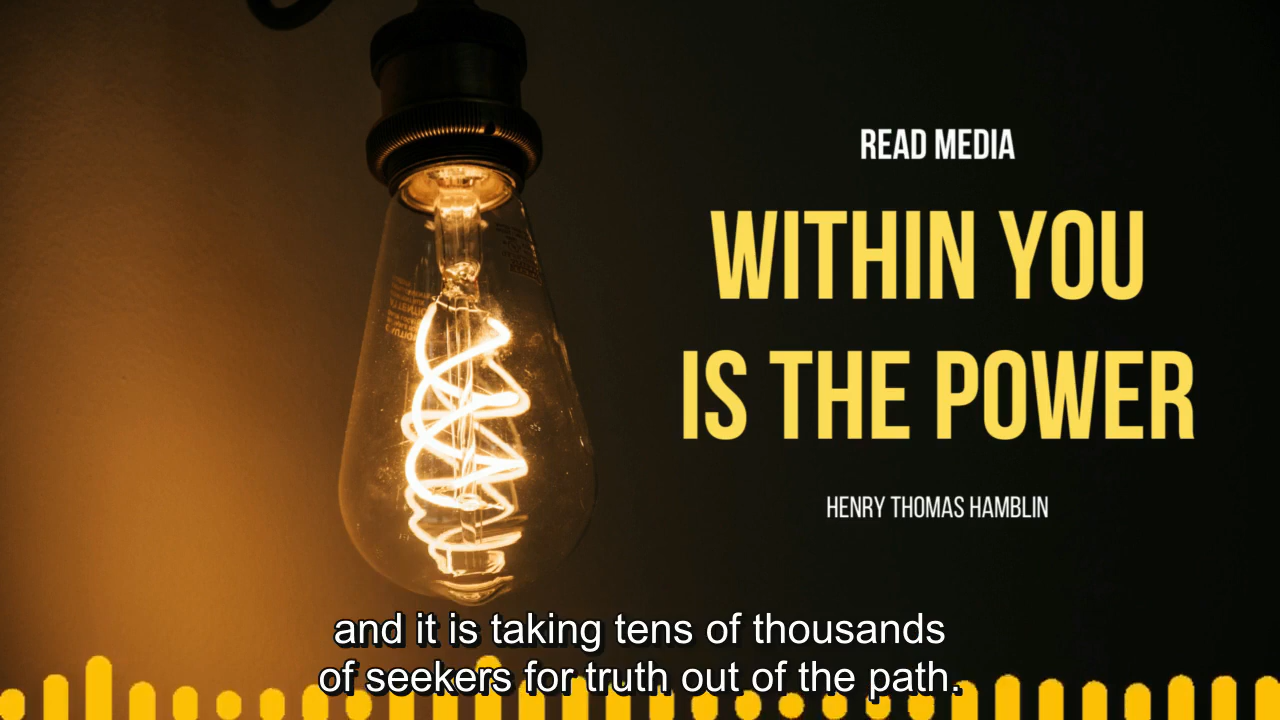 READ MEDIA
WITHIN YOU
IS THE POWER
HENRY THOMAS HAMBLIN
and it is taking tens of thousands
of seekers for truth out of the path.